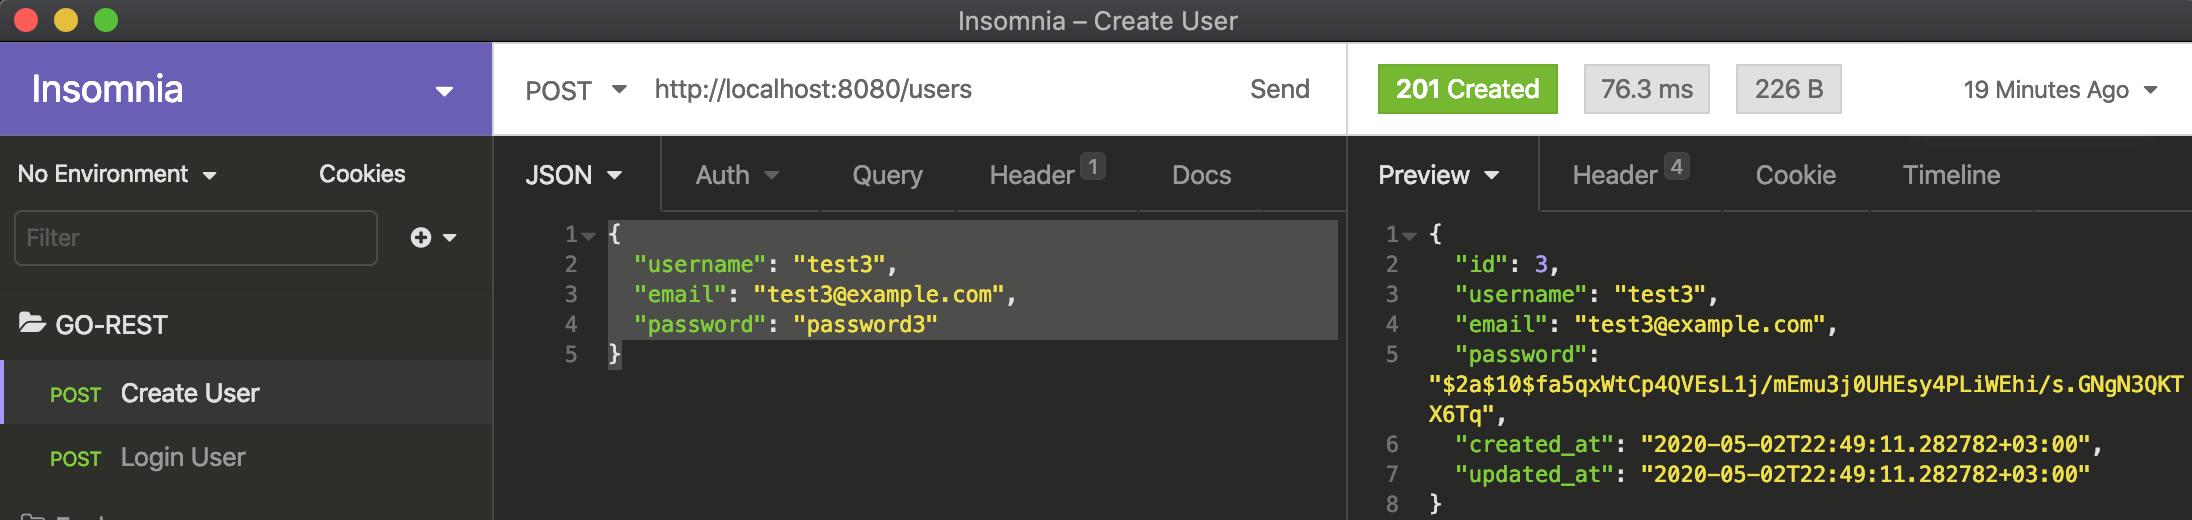 Insomnia – Create User
Insomnia
POST http://localhost:8080/users Send
201 Created 76.3 ms 226 B 19 Minutes Ago
No Environment Cookies
Filter
GO-REST
POST Create User
POST Login User
JSON Auth Query Header 1 Docs
1 {
2 "username": "test3",
3 "email": "test3@example.com",
4 "password": "password3"
5 }
Preview Header 4 Cookie Timeline
1 {
2 "id": 3,
3 "username": "test3",
4 "email": "test3@example.com",
5 "password":
"$2a$10$fa5qxWtCp4QVEsL1j/mEmu3j0UHEsy4PLiWEhi/s.GNgN3QKT
X6Tq",
6 "created_at": "2020-05-02T22:49:11.282782+03:00",
7 "updated_at": "2020-05-02T22:49:11.282782+03:00"
8 }